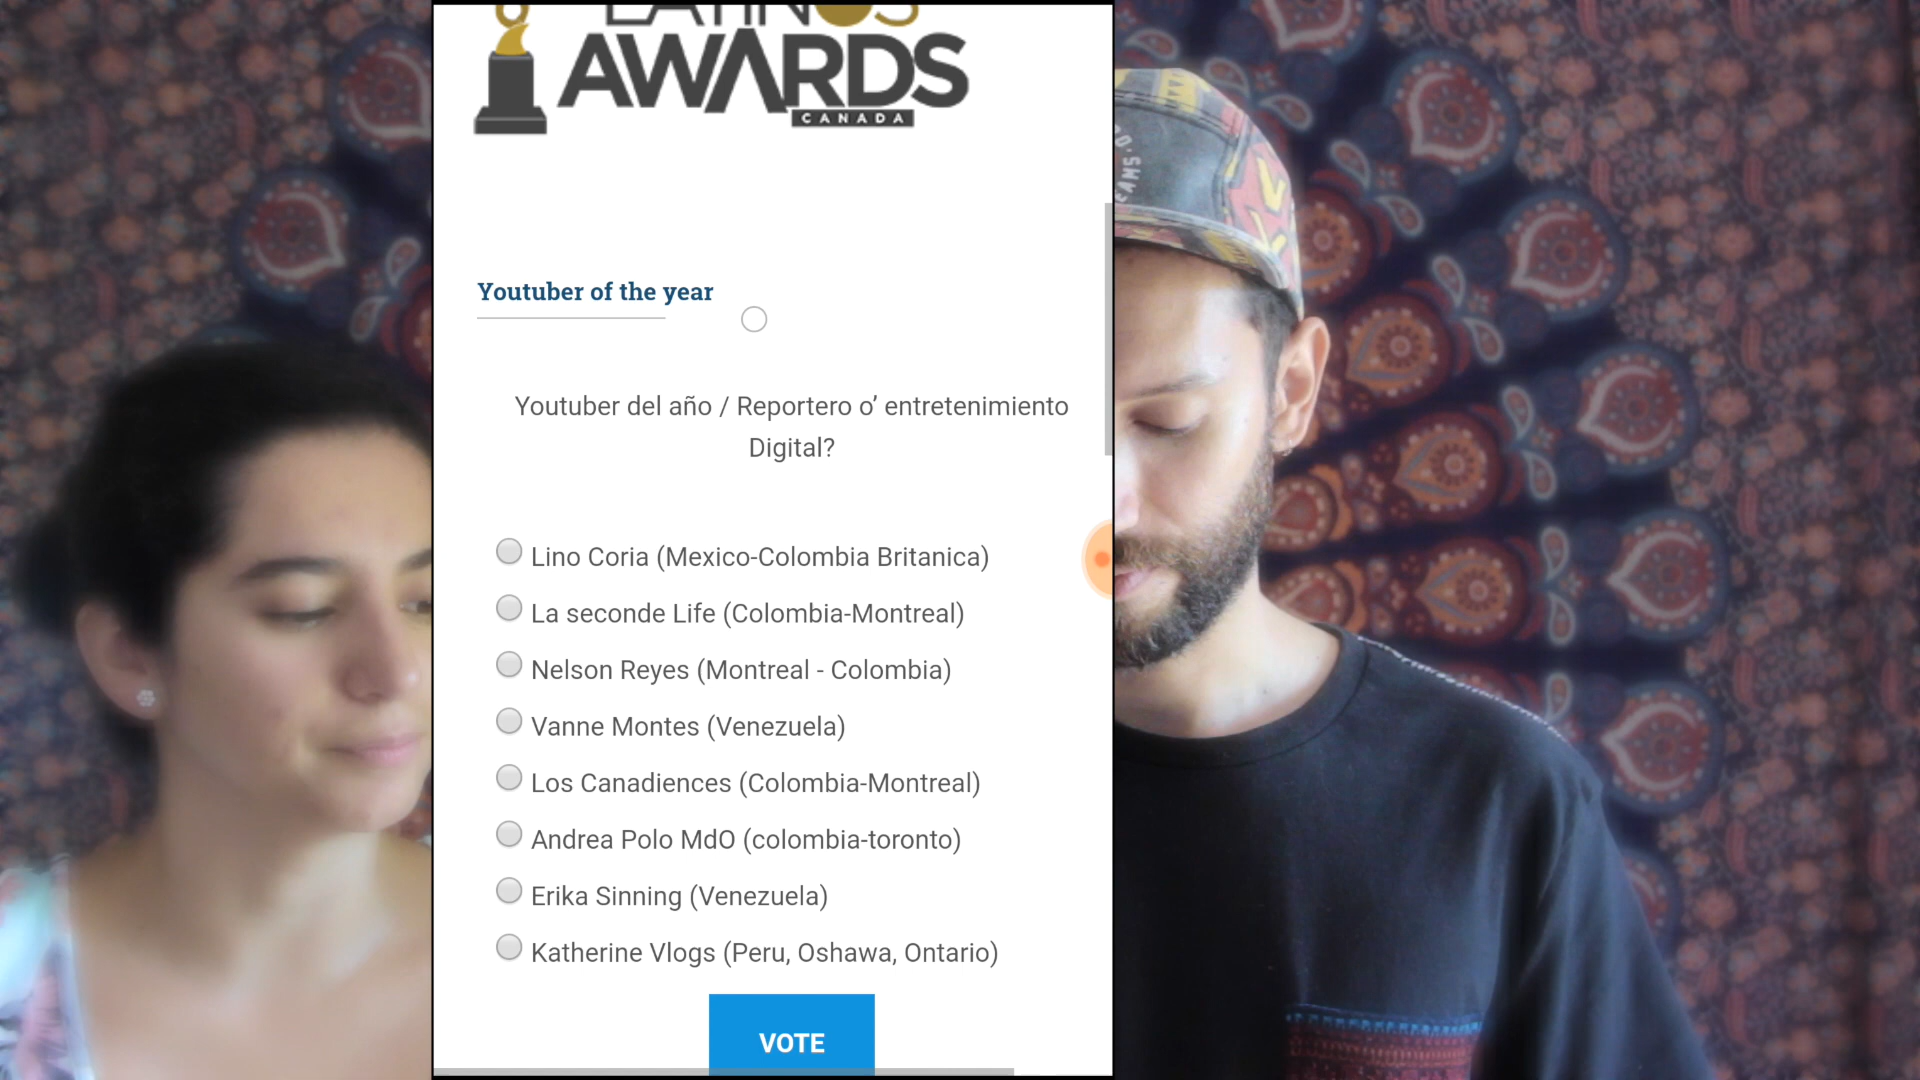 LATINOS
AWARDS
CANADA
Youtuber of the year
Youtuber del año / Reportero o’ entretenimiento
Digital?
Lino Coria (Mexico-Colombia Britanica)
La seconde Life (Colombia-Montreal)
Nelson Reyes (Montreal - Colombia)
Vanne Montes (Venezuela)
Los Canadiences (Colombia-Montreal)
Andrea Polo MdO (colombia-toronto)
Erika Sinning (Venezuela)
Katherine Vlogs (Peru, Oshawa, Ontario)
VOTE